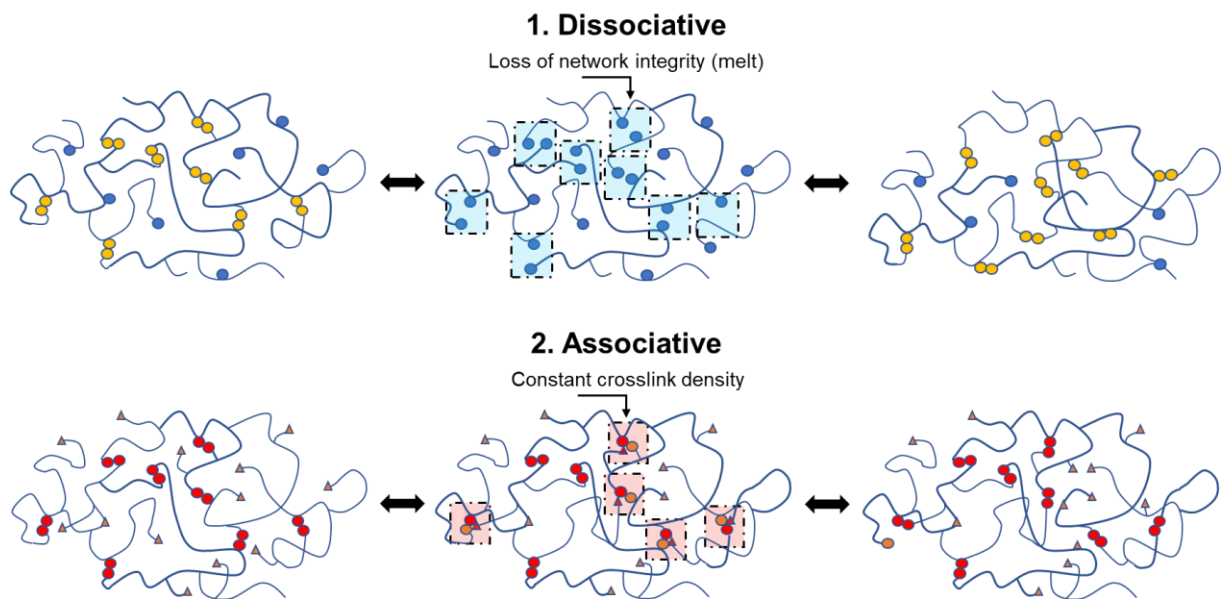 1. Dissociative
Loss of network integrity (melt)
2. Associative
Constant crosslink density